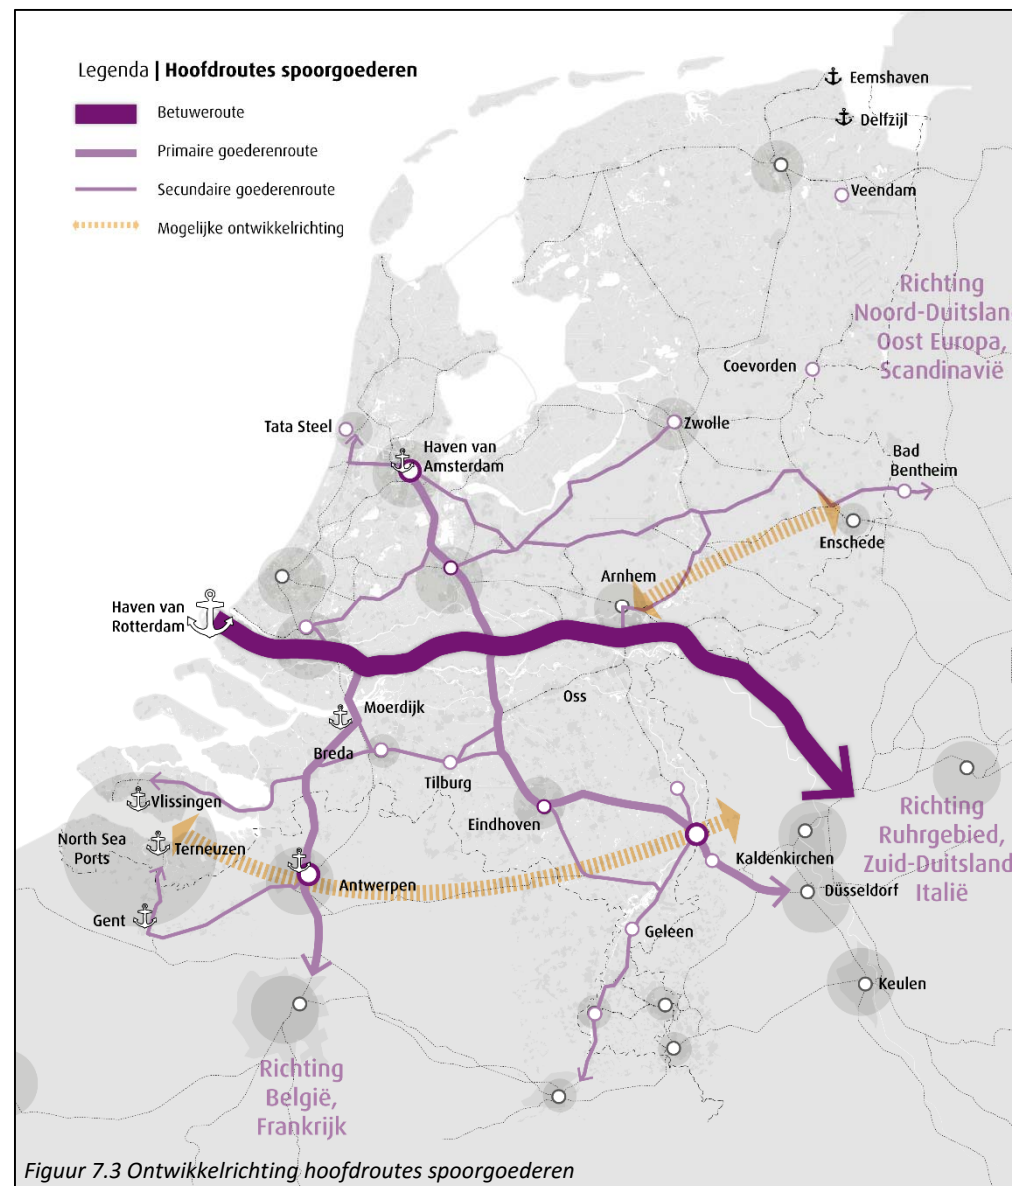 Legenda | Hoofdroutes spoorgoederen
Betuweroute
Primaire goederenroute
Secundaire goederenroute
Mogelijke ontwikkelrichting
Eemshaven
Delfzijl
Veendam
Richting
Noord-Duitslan
Oost Europa,
Scandinavië
Coevorden
Tata Steel
Zwolle
Haven van
Amsterdam
Bad
Bentheim
Enschede
Arnhem
Haven van
Rotterdam
Oss
Moerdijk
Breda
Tilburg
Vlissingen
Eindhoven
Richting
Ruhrgebied,
Zuid-Duitsland
Italië
North Sea
Ports
Terneuzen
Kaldenkirchen
Antwerpen
Düsseldorf
Gent
Geleen
Keulen
Richting
België,
Frankrijk
Figuur 7.3 Ontwikkelrichting hoofdroutes spoorgoederen